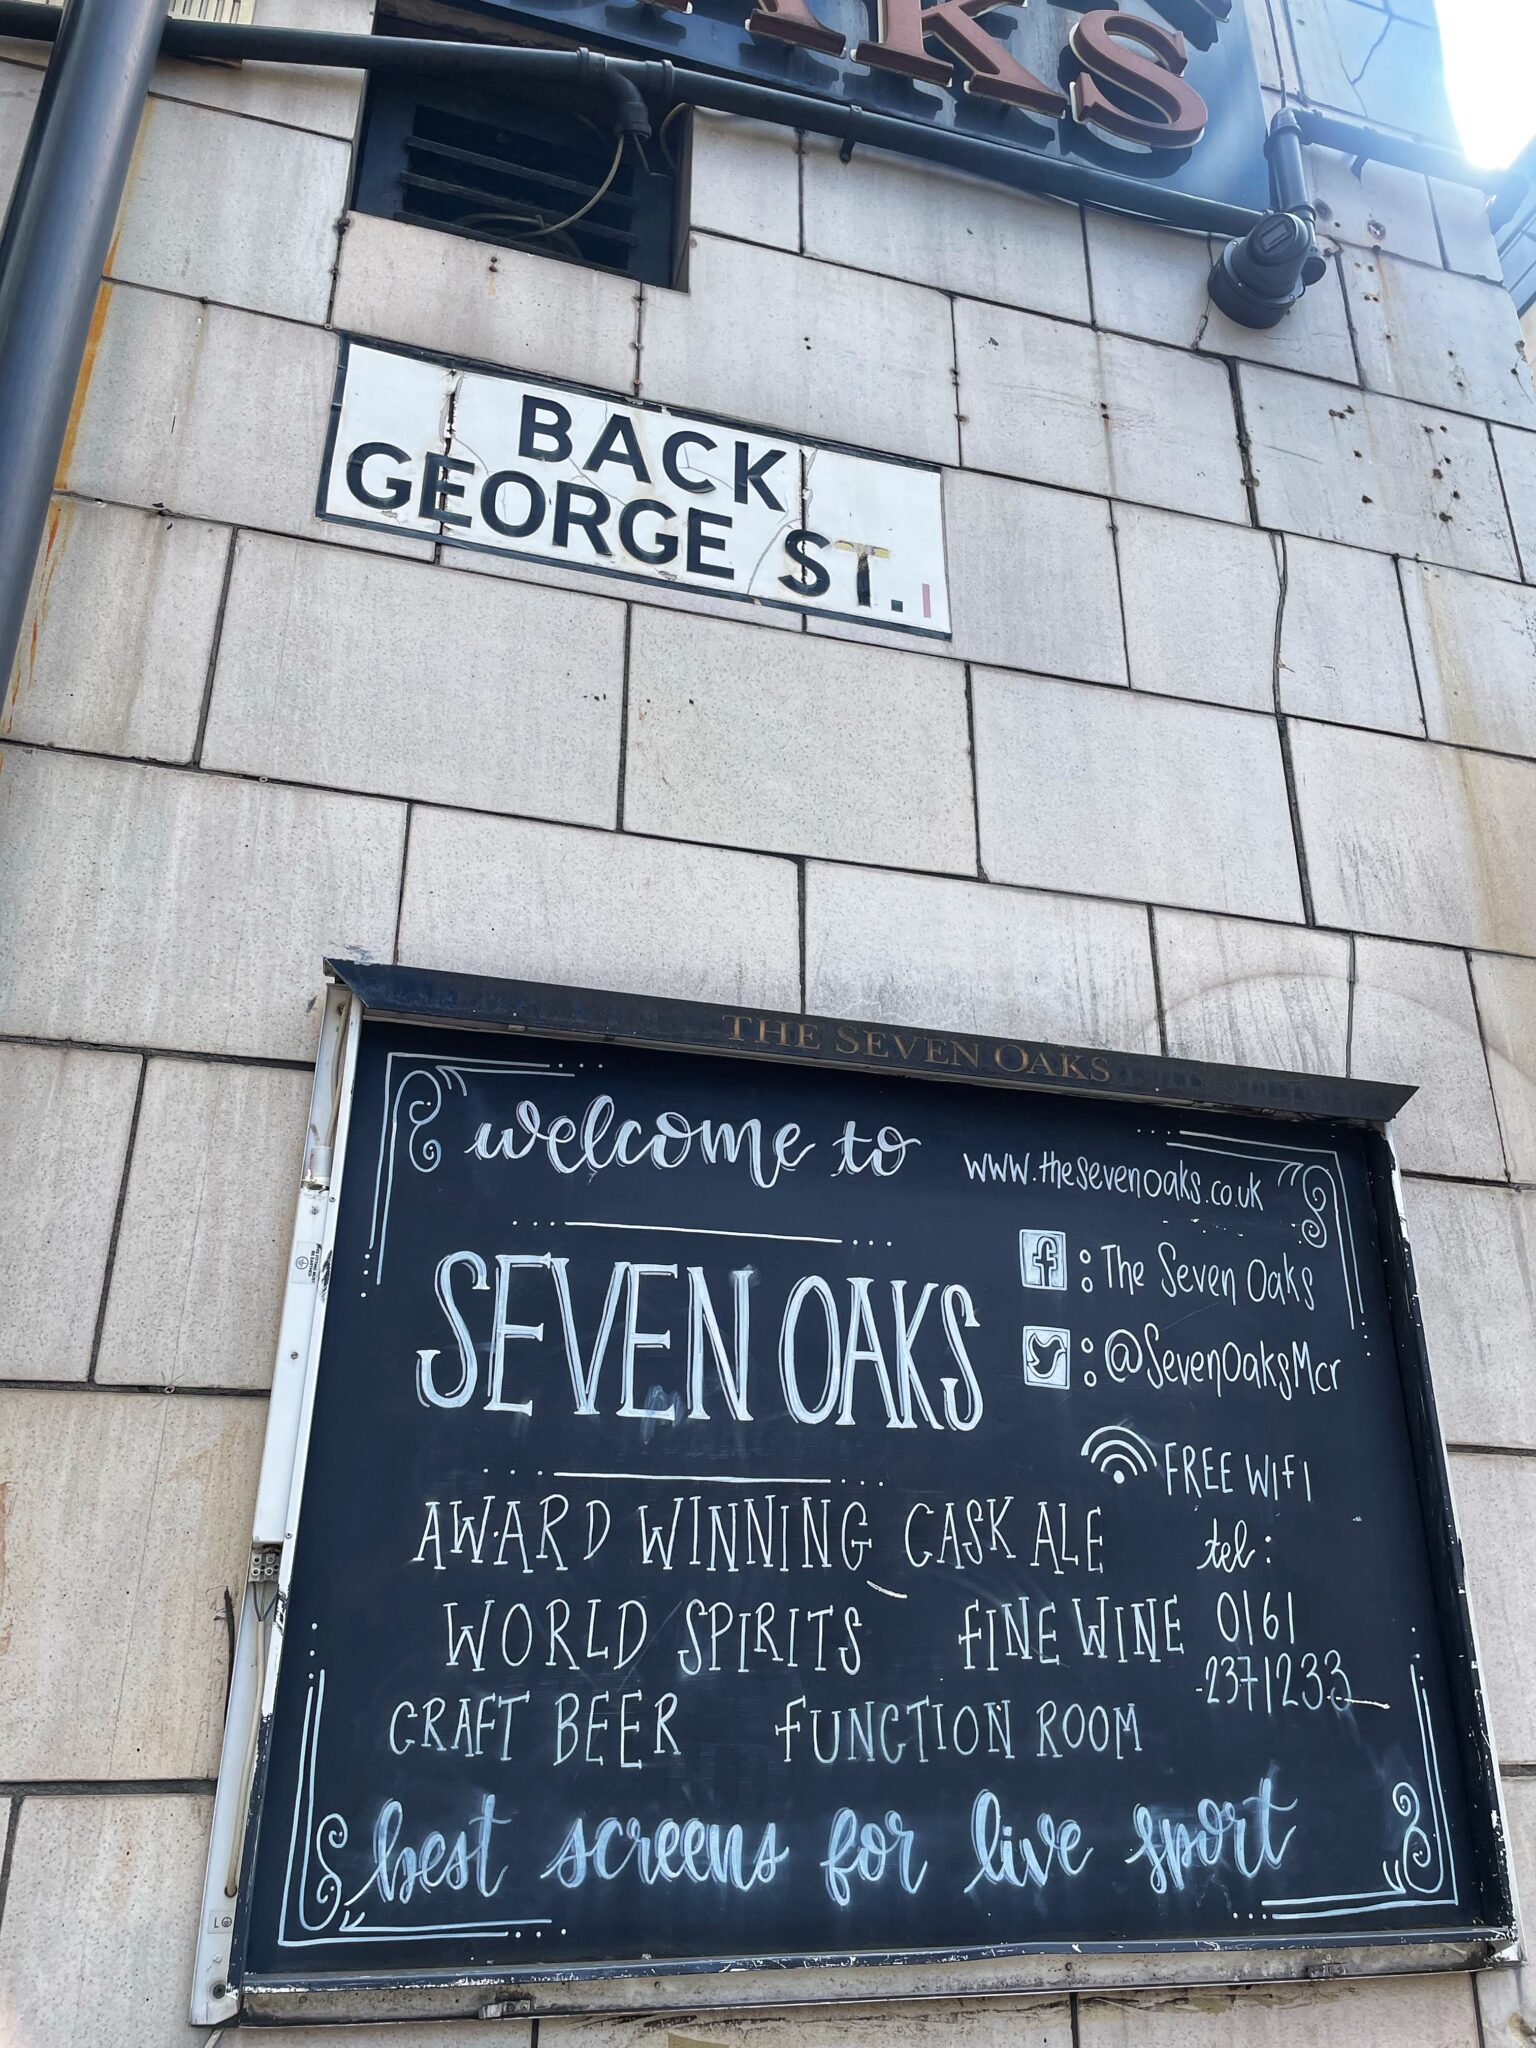 AKS
BACK
GEORGE ST. 1
THE SEVEN OAKS
welcome to
SEVEN OAKS
AWARD WINNING CASK ALE
WORLD SPIRITS FINE WINE
CRAFT BEER FUNCTION ROOM
best screens for live sport
www.thesevenoaks.co.uk
f : The Seven Oaks
: @SevenOaksMcr
FREE WIFI
tel:
0161
2371233